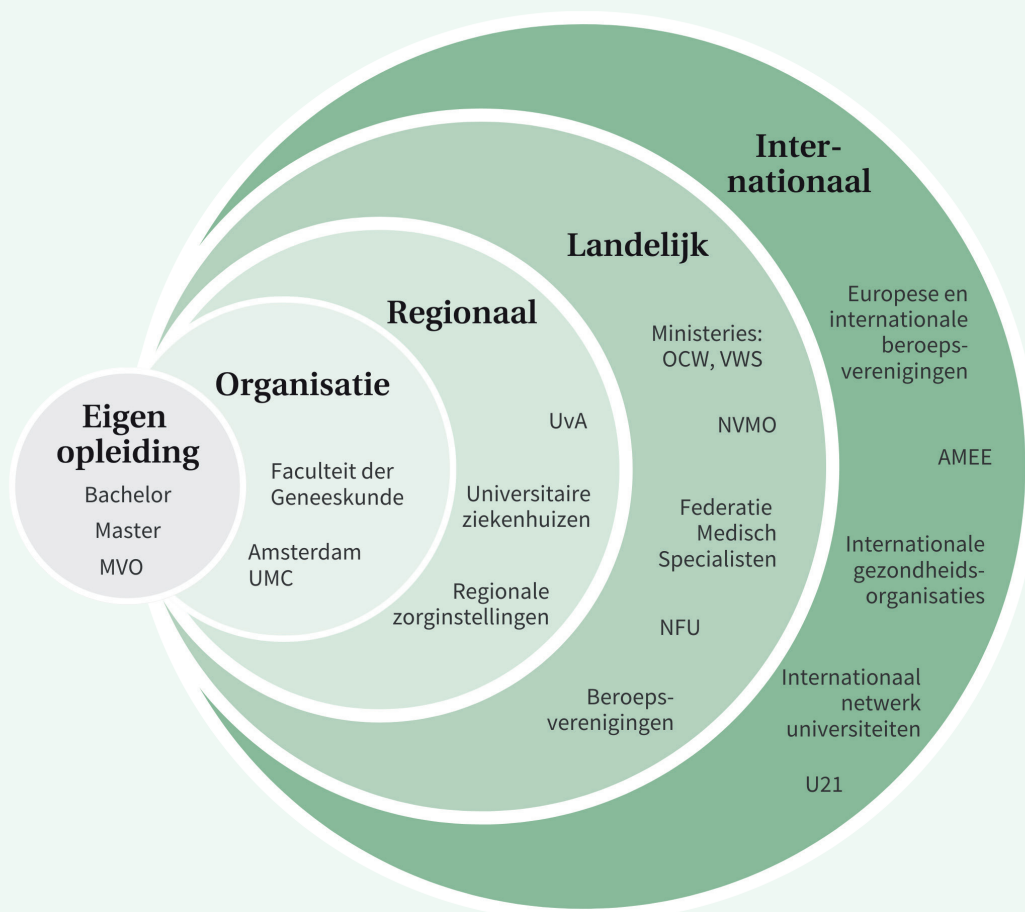 Eigen
opleiding
Bachelor
Master
MVO
Organisatie
Faculteit der
Geneeskunde
Amsterdam
UMC
Regionaal
UvA
Universitaire
ziekenhuizen
Regionale
zorginstellingen
Landelijk
Ministeries:
OCW, VWS
NVMO
Federatie
Medisch
Specialisten
NFU
Beroeps-
verenigingen
Inter-
nationaal
Europese en
internationale
beroeps-
verenigingen
AMEE
Internationale
gezondheids-
organisaties
Internationaal
netwerk
universiteiten
U21